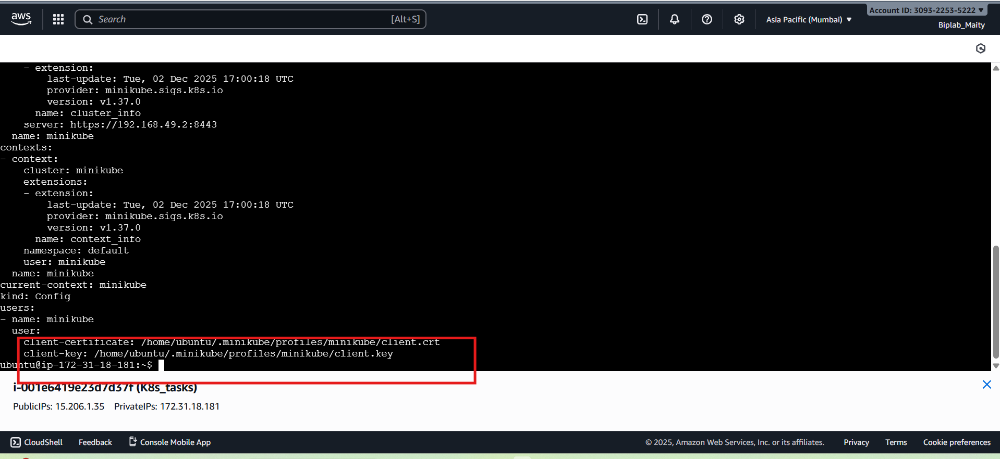 aws
Search [Alt+S]
Asia Pacific (Mumbai) ▼
Account ID: 3093-2253-5222 ▼
Biplab_Maity
- extension:
last-update: Tue, 02 Dec 2025 17:00:18 UTC
provider: minikube.sigs.k8s.io
version: v1.37.0
name: cluster_info
server: https://192.168.49.2:8443
name: minikube
contexts:
- context:
cluster: minikube
extensions:
- extension:
last-update: Tue, 02 Dec 2025 17:00:18 UTC
provider: minikube.sigs.k8s.io
version: v1.37.0
name: context_info
namespace: default
user: minikube
name: minikube
current-context: minikube
kind: Config
users:
- name: minikube
user:
client-certificate: /home/ubuntu/.minikube/profiles/minikube/client.crt
client-key: /home/ubuntu/.minikube/profiles/minikube/client.key
ubuntu@ip-172-31-18-181:~$
i-001e6419e23d7d37f (K8s_tasks)
PublicIPs: 15.206.1.35 PrivateIPs: 172.31.18.181
CloudShell Feedback Console Mobile App © 2025, Amazon Web Services, Inc. or its affiliates. Privacy Terms Cookie preferences